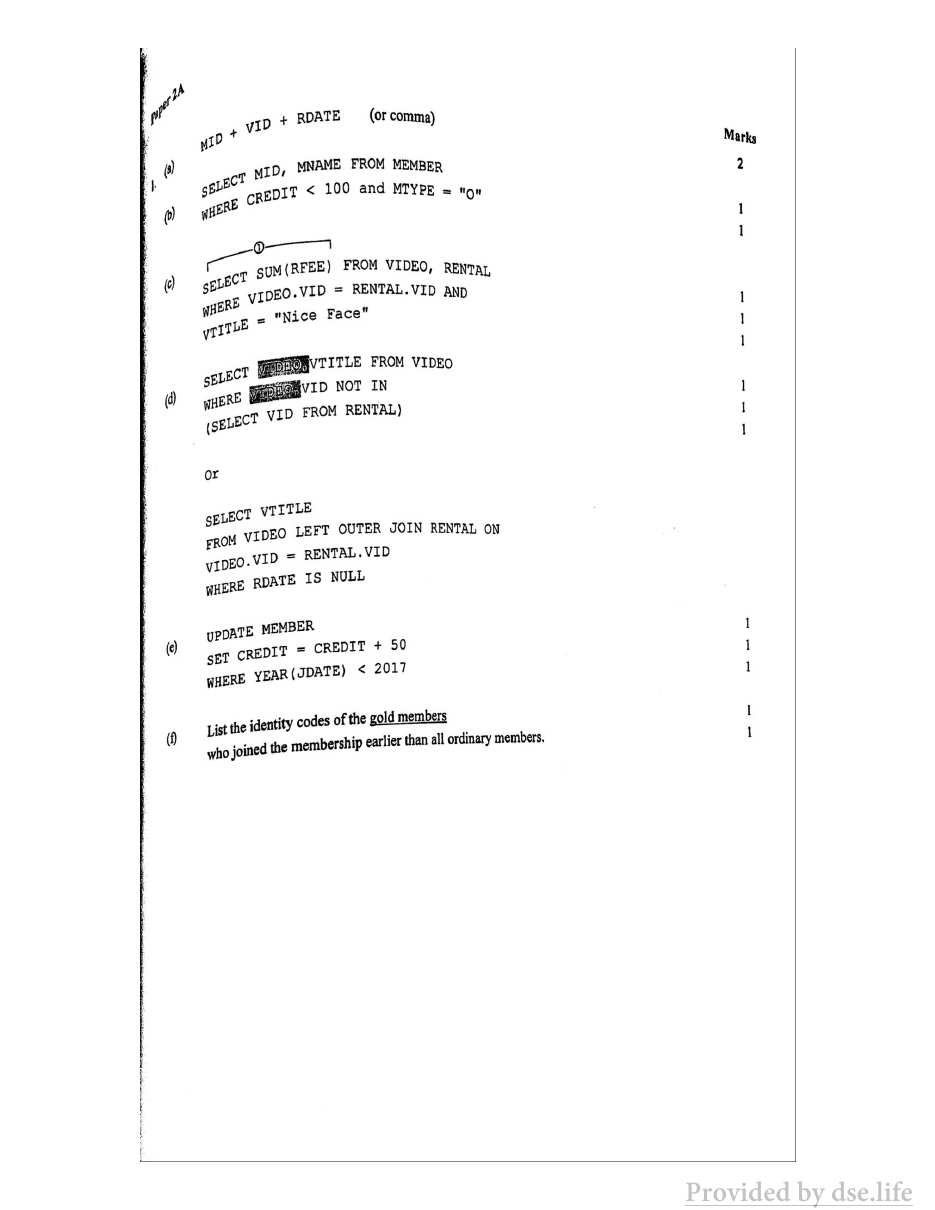 Paper 2A
Marks
1. (a) MID + VID + RDATE (or comma) 2
(b) SELECT MID, MNAME FROM MEMBER 1
WHERE CREDIT < 100 and MTYPE = "O" 1
①
(c) SELECT SUM(RFEE) FROM VIDEO, RENTAL 1
WHERE VIDEO.VID = RENTAL.VID AND 1
VTITLE = "Nice Face" 1
(d) SELECT VIDEO.VTITLE FROM VIDEO 1
WHERE VIDEO.VID NOT IN 1
(SELECT VID FROM RENTAL) 1
Or
SELECT VTITLE
FROM VIDEO LEFT OUTER JOIN RENTAL ON
VIDEO.VID = RENTAL.VID
WHERE RDATE IS NULL
(e) UPDATE MEMBER 1
SET CREDIT = CREDIT + 50 1
WHERE YEAR(JDATE) < 2017 1
(f) List the identity codes of the gold members 1
who joined the membership earlier than all ordinary members. 1
Provided by dse.life